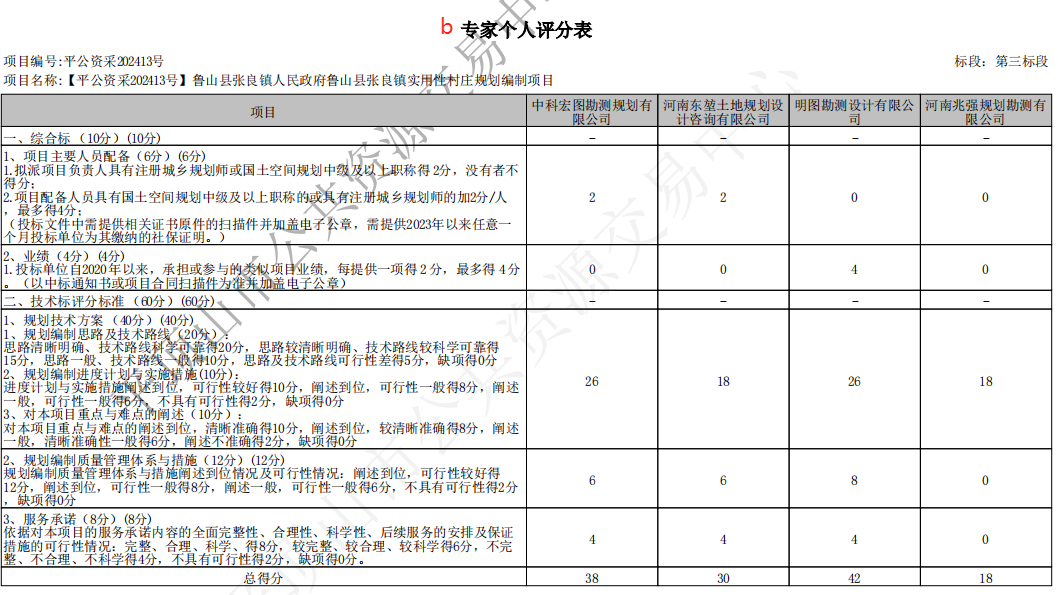 b 专家个人评分表
项目编号:平公资采202413号 标段：第三标段
项目名称:【平公资采202413号】鲁山县张良镇人民政府鲁山县张良镇实用性村庄规划编制项目
项目 中科宏图勘测规划有限公司 河南东堃土地规划设计咨询有限公司 明图勘测设计有限公司 河南兆强规划勘测有限公司
一、综合标（10分）(10分) — — — —
1、项目主要人员配备（6分）(6分)
1.拟派项目负责人具有注册城乡规划师或国土空间规划中级及以上职称得 2分，没有者不
得分；
2.项目配备人员具有国土空间规划中级及以上职称的或具有注册城乡规划师的加2分/人
，最多得4分；
（投标文件中需提供相关证书原件的扫描件并加盖电子公章，需提供2023年以来任意一
个月投标单位为其缴纳的社保证明。）
2 2 0 0
2、业绩（4分）(4分)
1.投标单位自2020年以来，承担或参与的类似项目业绩，每提供一项得 2 分，最多得 4 分
。（以中标通知书或项目合同扫描件为准并加盖电子公章）
0 0 4 0
二、技术标评分标准（60分）(60分) — — — —
1、规划技术方案（40分）(40分)
1、规划编制思路及技术路线（20分）：
思路清晰明确、技术路线科学可靠得20分，思路较清晰明确、技术路线较科学可靠得
15分，思路一般、技术路线一般得10分，思路及技术路线可行性差得5分，缺项得0分
2、规划编制进度计划与实施措施(10分)：
进度计划与实施措施阐述到位，可行性较好得10分，阐述到位，可行性一般得8分，阐述
一般，可行性一般得6分，不具有可行性得2分，缺项得0分
3、对本项目重点与难点的阐述（10分）：
对本项目重点与难点的阐述到位，清晰准确得10分，阐述到位，较清晰准确得8分，阐述
一般，清晰准确性一般得6分，阐述不准确得2分，缺项得0分
26 18 26 18
2、规划编制质量管理体系与措施（12分）(12分)
规划编制质量管理体系与措施阐述到位情况及可行性情况：阐述到位，可行性较好得
12分，阐述到位，可行性一般得8分，阐述一般，可行性一般得6分，不具有可行性得2分
，缺项得0分
6 6 8 0
3、服务承诺（8分）(8分)
依据对本项目的服务承诺内容的全面完整性、合理性、科学性、后续服务的安排及保证
措施的可行性情况：完整、合理、科学、得8分，较完整、较合理、较科学得6分，不完
整、不合理、不科学得4分，不具有可行性得2分，缺项得0分。
4 4 4 0
总得分 38 30 42 18